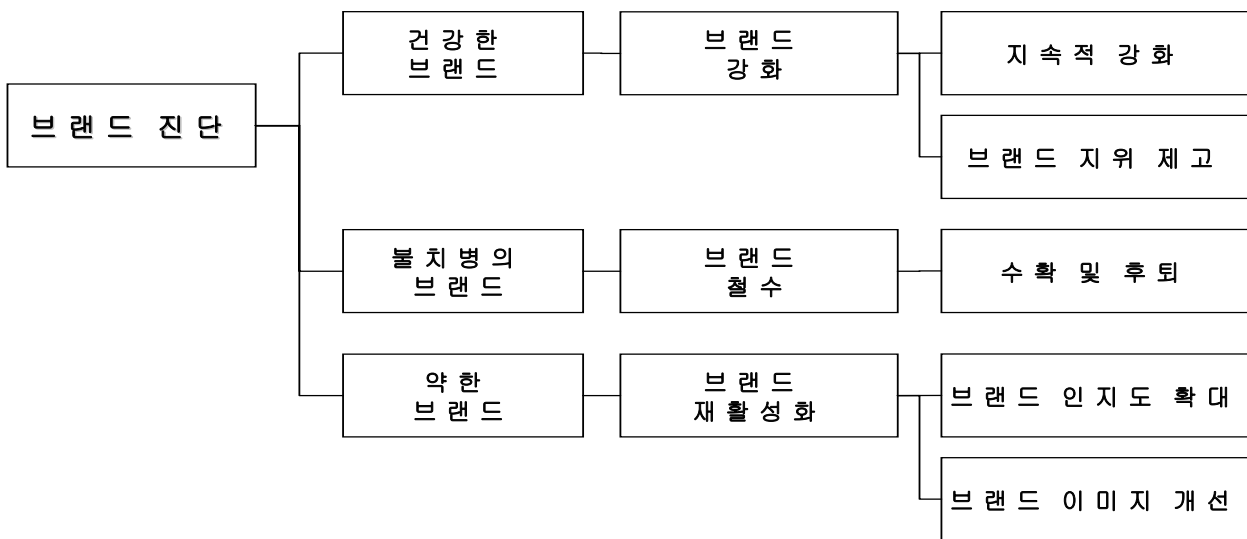 브랜드 진단
건강한
브랜드
브랜드
강화
지속적 강화
브랜드 지위 제고
불치병의
브랜드
브랜드
철수
수확 및 후퇴
약한
브랜드
브랜드
재활성화
브랜드 인지도 확대
브랜드 이미지 개선